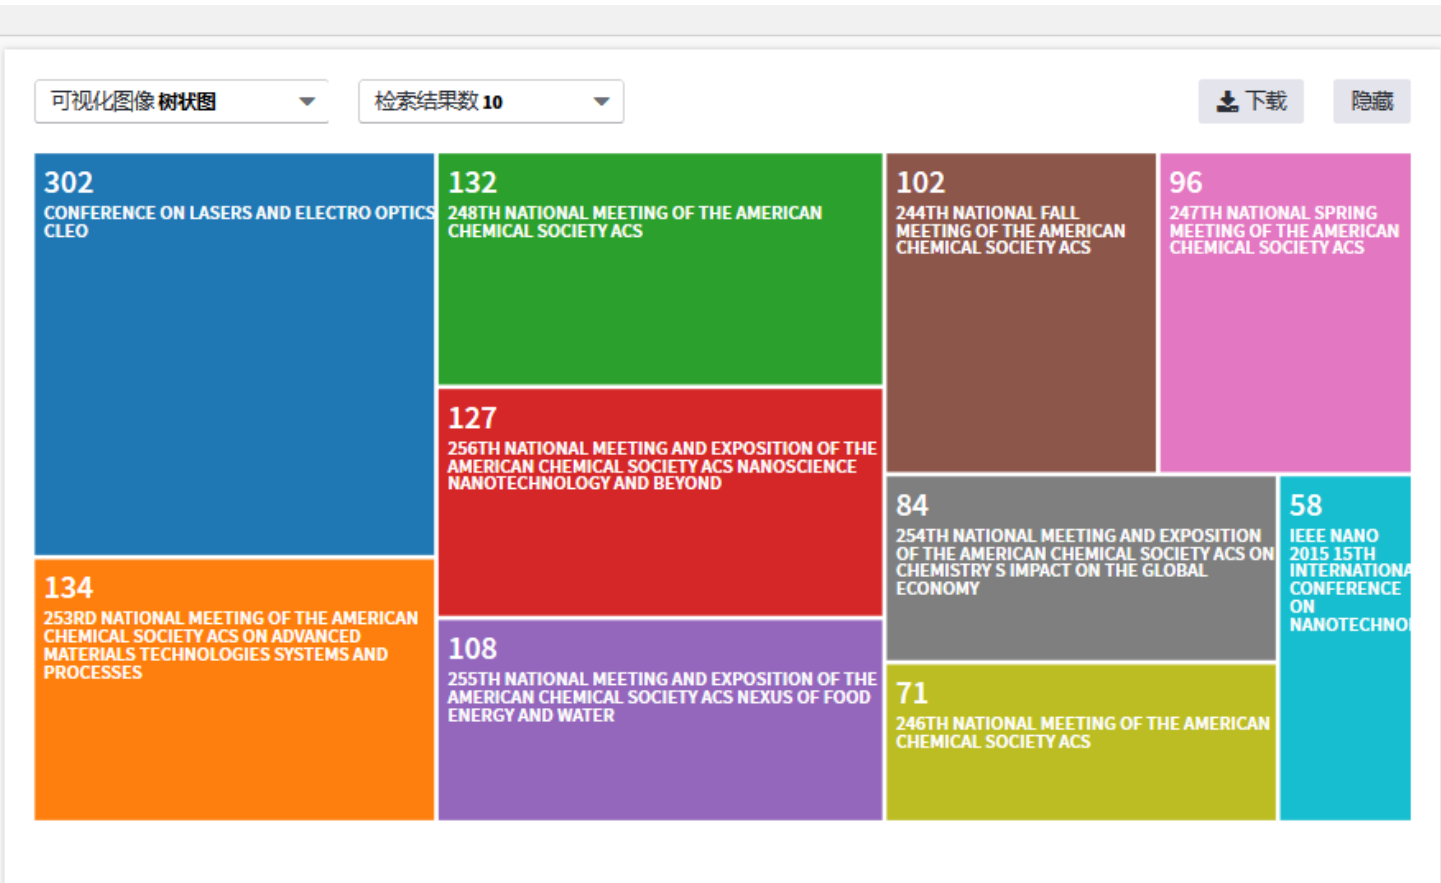 可视化图像 树状图
检索结果数 10
下载
隐藏
302
CONFERENCE ON LASERS AND ELECTRO OPTICS
CLEO
132
248TH NATIONAL MEETING OF THE AMERICAN
CHEMICAL SOCIETY ACS
102
244TH NATIONAL FALL
MEETING OF THE AMERICAN
CHEMICAL SOCIETY ACS
96
247TH NATIONAL SPRING
MEETING OF THE AMERICAN
CHEMICAL SOCIETY ACS
127
256TH NATIONAL MEETING AND EXPOSITION OF THE
AMERICAN CHEMICAL SOCIETY ACS NANOSCIENCE
NANOTECHNOLOGY AND BEYOND
84
254TH NATIONAL MEETING AND EXPOSITION
OF THE AMERICAN CHEMICAL SOCIETY ACS ON
CHEMISTRY S IMPACT ON THE GLOBAL
ECONOMY
58
IEEE NANO
2015 15TH
INTERNATIONA
CONFERENCE
ON
NANOTECHNO
134
253RD NATIONAL MEETING OF THE AMERICAN
CHEMICAL SOCIETY ACS ON ADVANCED
MATERIALS TECHNOLOGIES SYSTEMS AND
PROCESSES
108
255TH NATIONAL MEETING AND EXPOSITION OF THE
AMERICAN CHEMICAL SOCIETY ACS NEXUS OF FOOD
ENERGY AND WATER
71
246TH NATIONAL MEETING OF THE AMERICAN
CHEMICAL SOCIETY ACS